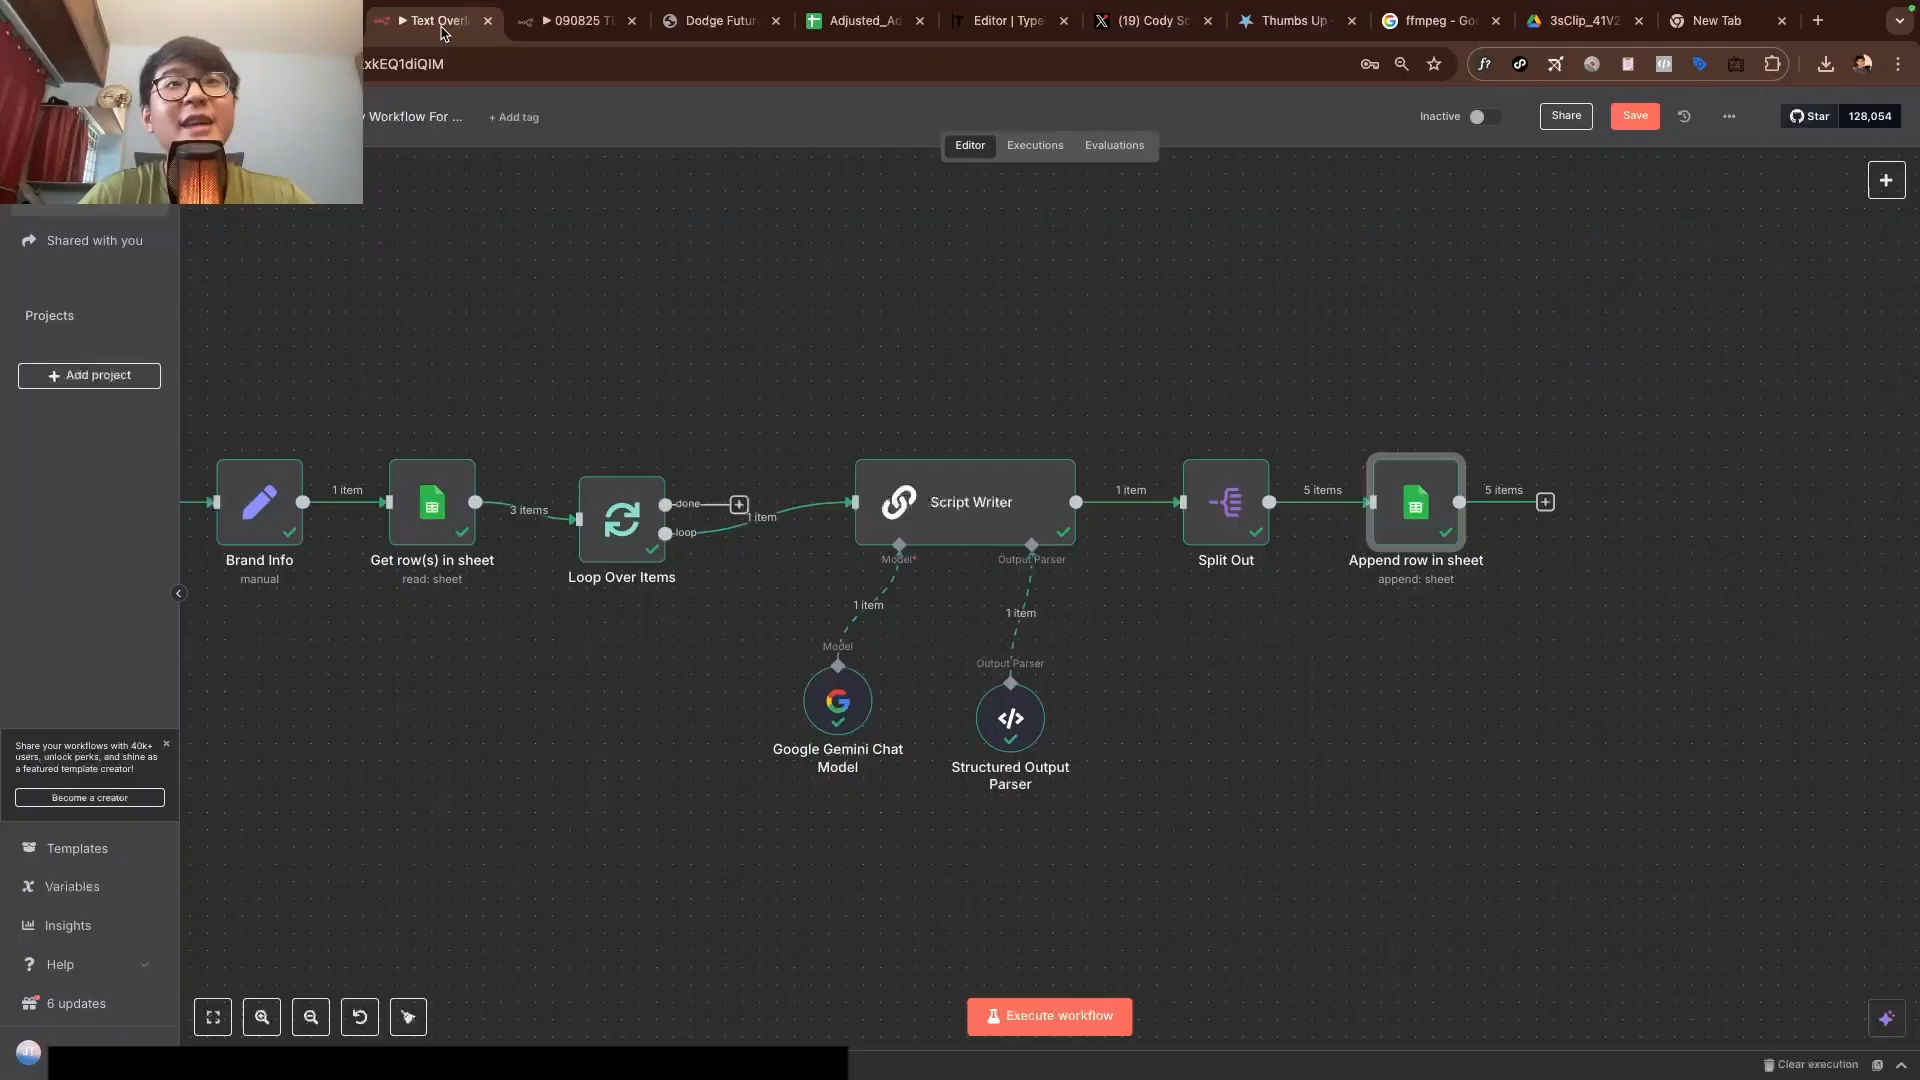 Text Overl
090825 Ti
Dodge Futur
Adjusted_Ad
Editor | Type
(19) Cody Sc
Thumbs Up
ffmpeg - Goo
3sClip_41V2
New Tab
xkEQ1diQIM
y Workflow For ...
+ Add tag
Inactive
Share
Save
Star
128,054
Editor
Executions
Evaluations
Shared with you
Projects
+ Add project
1 item
3 items
done
loop
1 item
Script Writer
1 item
5 items
5 items
Brand Info
manual
Get row(s) in sheet
read: sheet
Loop Over Items
Model*
Output Parser
Split Out
Append row in sheet
append: sheet
1 item
1 item
Model
Output Parser
Google Gemini Chat
Model
Structured Output
Parser
Share your workflows with 40k+
users, unlock perks, and shine as
a featured template creator!
Become a creator
Templates
Variables
Insights
Help
6 updates
JT
Execute workflow
Clear execution